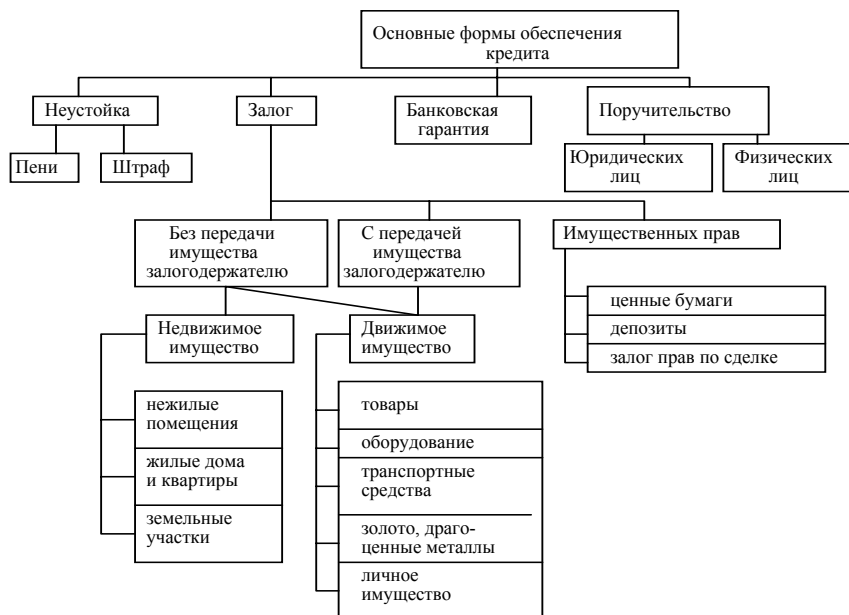 Основные формы обеспечения
кредита
Неустойка
Залог
Банковская
гарантия
Поручительство
Пени
Штраф
Юридических
лиц
Физических
лиц
Без передачи
имущества
залогодержателю
С передачей
имущества
залогодержателю
Имущественных прав
ценные бумаги
депозиты
залог прав по сделке
Недвижимое
имущество
Движимое
имущество
нежилые
помещения
жилые дома
и квартиры
земельные
участки
товары
оборудование
транспортные
средства
золото, драго-
ценные металлы
личное
имущество